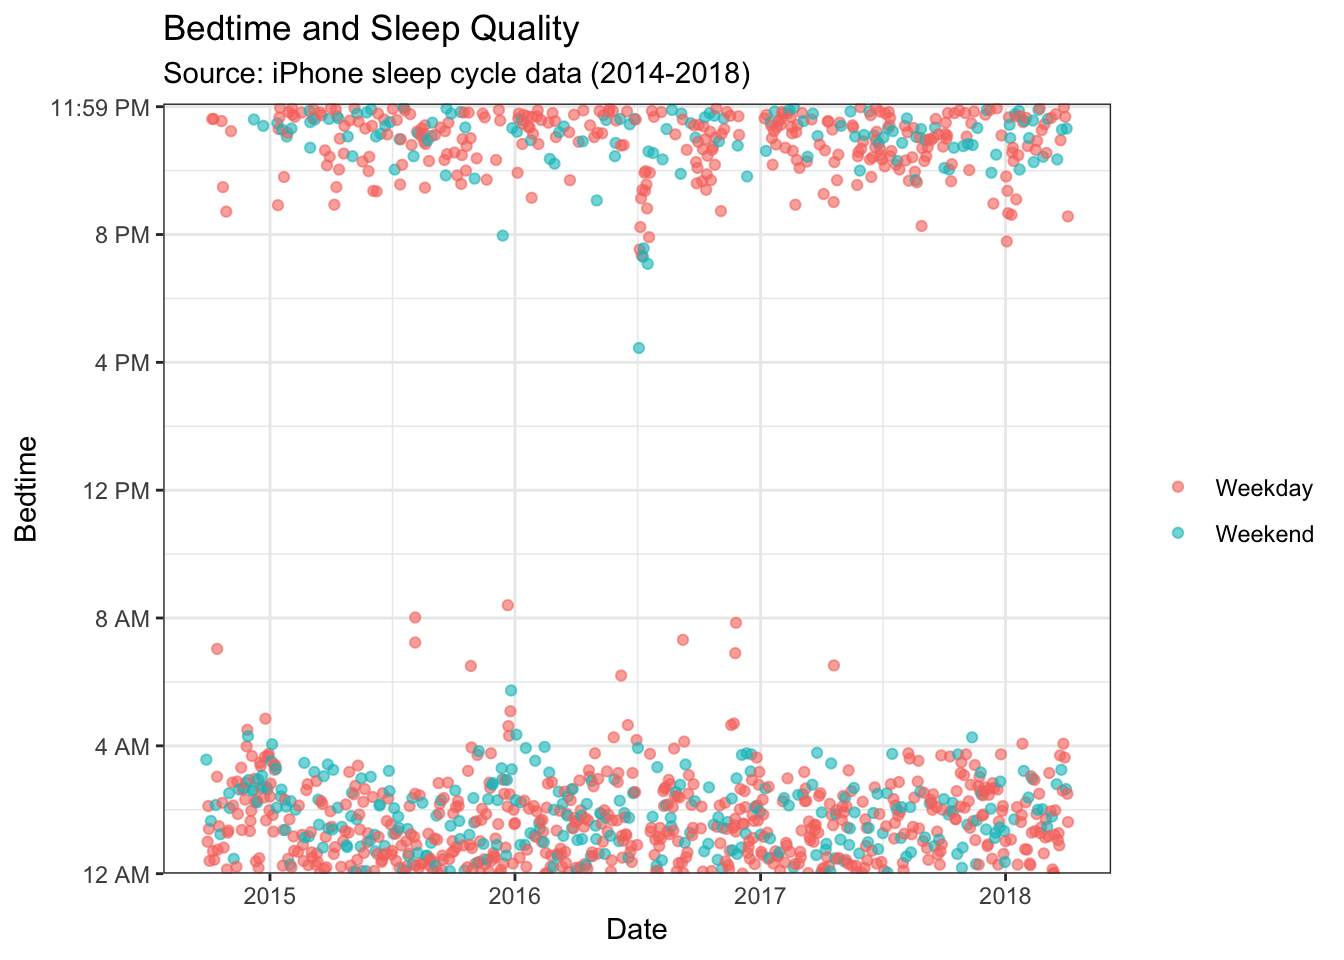 Bedtime and Sleep Quality
Source: iPhone sleep cycle data (2014-2018)
11:59 PM
8 PM
4 PM
12 PM
8 AM
4 AM
12 AM
Bedtime
Weekday
Weekend
2015
2016
2017
2018
Date